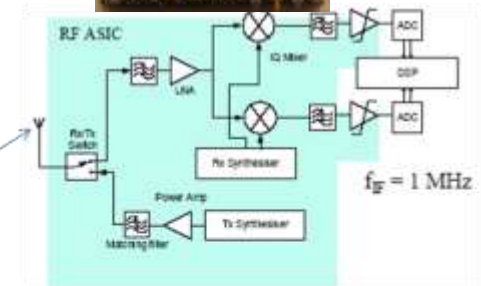 RF ASIC
ADC
IQ Mixer
LNA
DSP
ADC
Rx/Tx
Switch
Rx Synthesiser
f_IF = 1 MHz
Power Amp
Tx Synthesiser
Matching filter